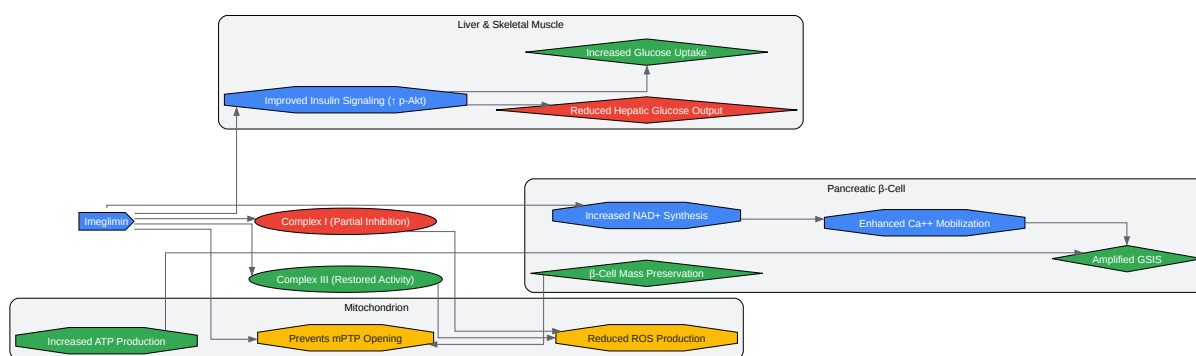 Liver & Skeletal Muscle
Increased Glucose Uptake
Improved Insulin Signaling (↑ p-Akt)
Reduced Hepatic Glucose Output
Pancreatic β-Cell
Imeglimin
Complex I (Partial Inhibition)
Increased NAD+ Synthesis
Enhanced Ca++ Mobilization
Amplified GSIS
Complex III (Restored Activity)
β-Cell Mass Preservation
Mitochondrion
Increased ATP Production
Prevents mPTP Opening
Reduced ROS Production